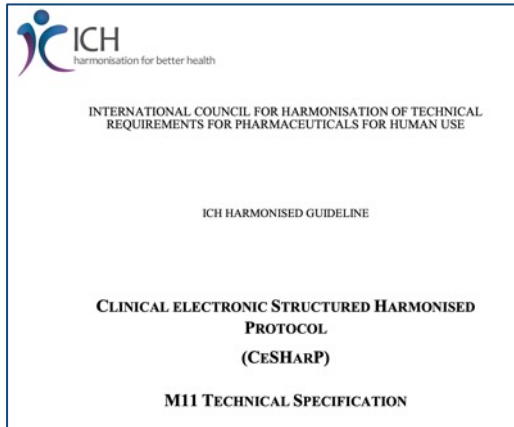 ICH
harmonisation for better health
INTERNATIONAL COUNCIL FOR HARMONISATION OF TECHNICAL
REQUIREMENTS FOR PHARMACEUTICALS FOR HUMAN USE
ICH HARMONISED GUIDELINE
CLINICAL ELECTRONIC STRUCTURED HARMONISED
PROTOCOL
(CESHARP)
M11 TECHNICAL SPECIFICATION